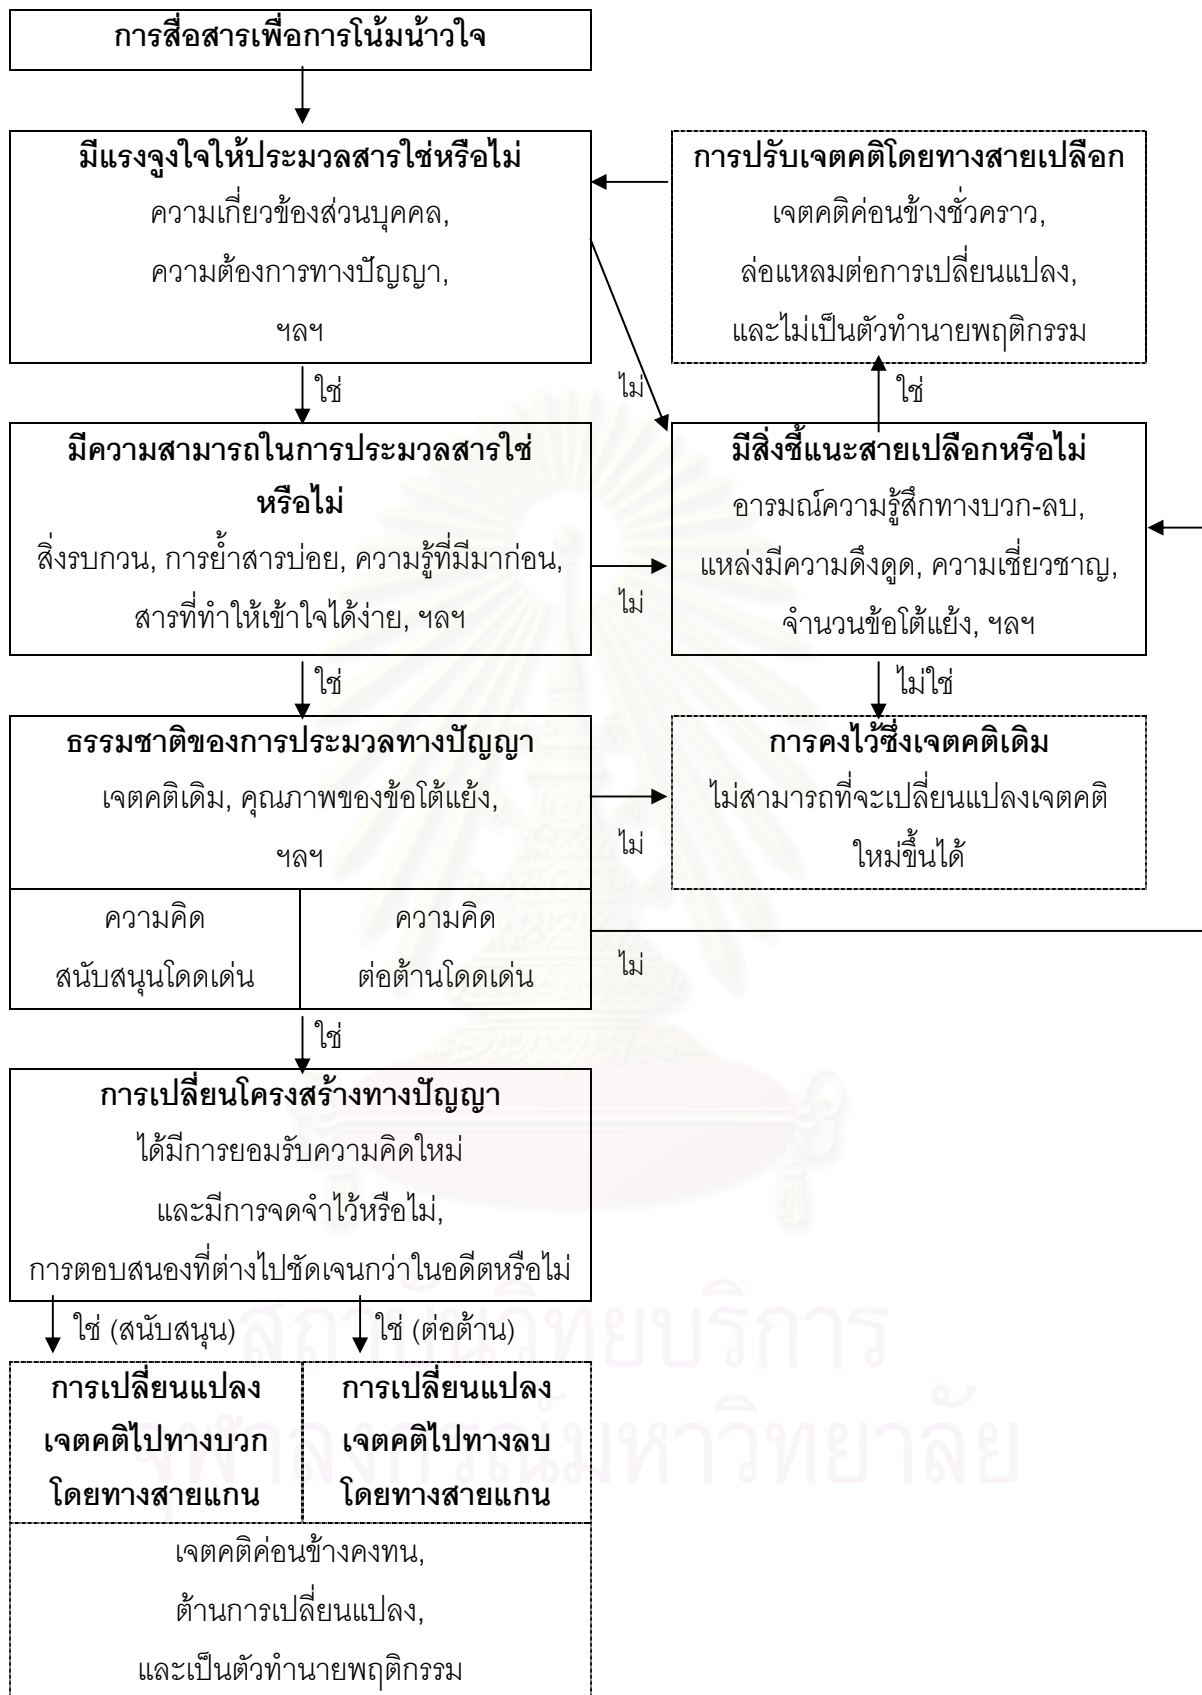 การสื่อสารเพื่อการโน้มน้าวใจ
มีแรงจูงใจให้ประมวลสารใช่หรือไม่
ความเกี่ยวข้องส่วนบุคคล,
ความต้องการทางปัญญา,
ฯลฯ
การปรับเจตคติโดยทางสายเปลือก
เจตคติค่อนข้างชั่วคราว,
ล่อแหลมต่อการเปลี่ยนแปลง,
และไม่เป็นตัวทำนายพฤติกรรม
ใช่
ไม่
ใช่
มีความสามารถในการประมวลสารใช่
หรือไม่
สิ่งรบกวน, การย้ำสารบ่อย, ความรู้ที่มีมาก่อน,
สารที่ทำให้เข้าใจได้ง่าย, ฯลฯ
ไม่
มีสิ่งชี้แนะสายเปลือกหรือไม่
อารมณ์ความรู้สึกทางบวก-ลบ,
แหล่งมีความดึงดูด, ความเชี่ยวชาญ,
จำนวนข้อโต้แย้ง, ฯลฯ
ใช่
ไม่ใช่
ธรรมชาติของการประมวลทางปัญญา
เจตคติเดิม, คุณภาพของข้อโต้แย้ง,
ฯลฯ
ไม่
การคงไว้ซึ่งเจตคติเดิม
ไม่สามารถที่จะเปลี่ยนแปลงเจตคติ
ใหม่ขึ้นได้
ความคิด
สนับสนุนโดดเด่น
ความคิด
ต่อต้านโดดเด่น
ไม่
ใช่
การเปลี่ยนโครงสร้างทางปัญญา
ได้มีการยอมรับความคิดใหม่
และมีการจดจำไว้หรือไม่,
การตอบสนองที่ต่างไปชัดเจนกว่าในอดีตหรือไม่
ใช่ (สนับสนุน)
ใช่ (ต่อต้าน)
การเปลี่ยนแปลง
เจตคติไปทางบวก
โดยทางสายแกน
การเปลี่ยนแปลง
เจตคติไปทางลบ
โดยทางสายแกน
เจตคติค่อนข้างคงทน,
ต้านการเปลี่ยนแปลง,
และเป็นตัวทำนายพฤติกรรม
สถาบันวิทยบริการ
จุฬาลงกรณ์มหาวิทยาลัย